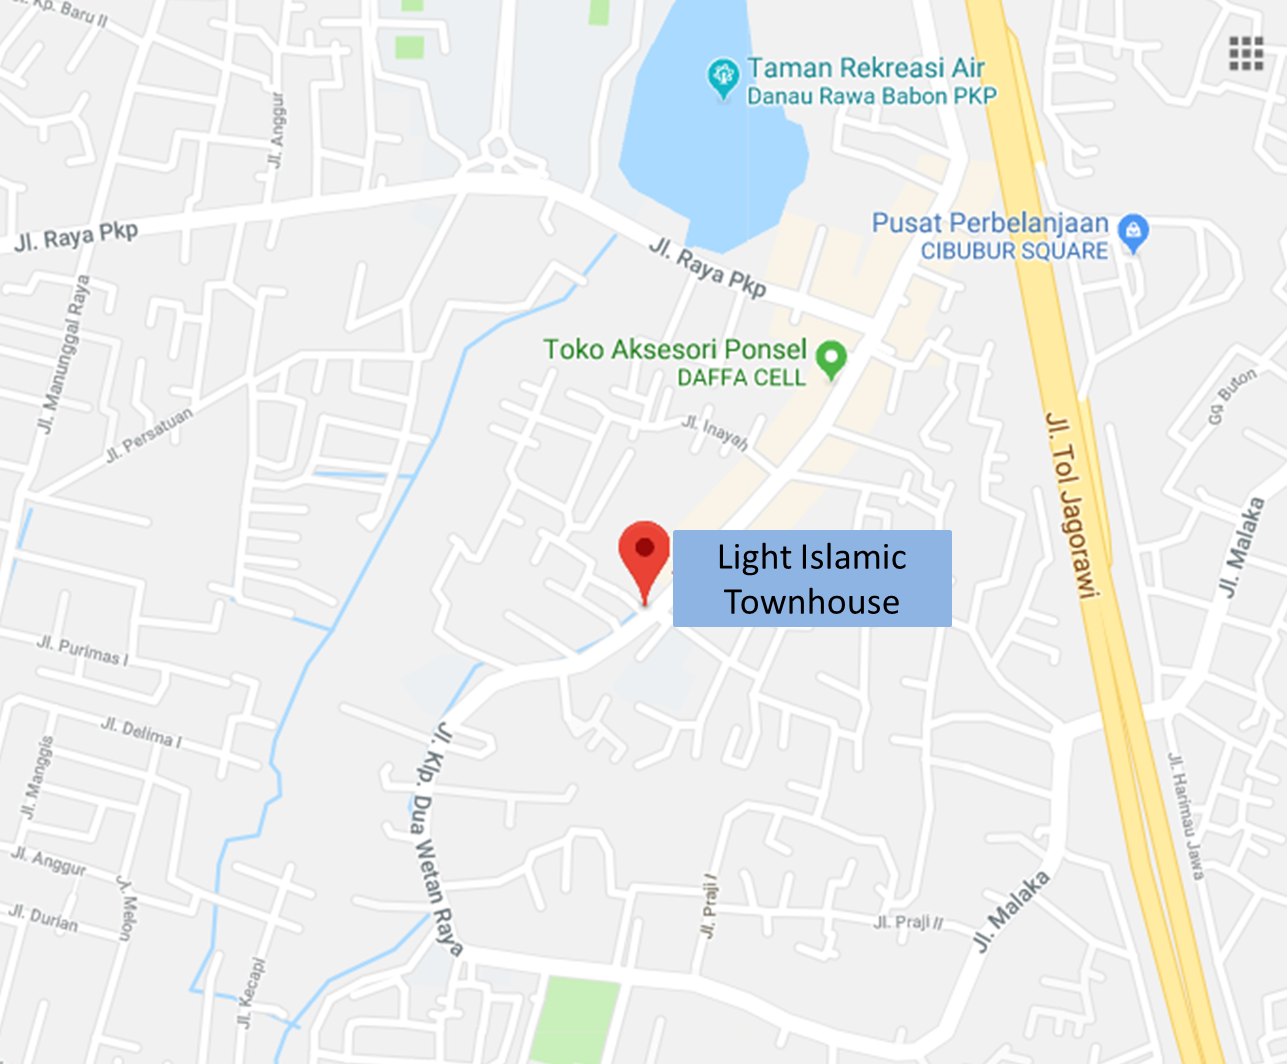 Kp. Baru II
Jl. Anggur
Taman Rekreasi Air
Danau Rawa Babon PKP
Jl. Raya Pkp
Pusat Perbelanjaan
CIBUBUR SQUARE
Jl. Raya Pkp
Jl. Manunggal Raya
Toko Aksesori Ponsel
DAFFA CELL
Jl. Persatuan
Jl. Inayah
Gg. Buton
Jl. Tol Jagorawi
Jl. Malaka
Light Islamic
Townhouse
Jl. Purimas I
Jl. Delima I
Jl. Manggis
Jl. Klp. Dua Wetan Raya
Jl. Harimau Jawa
Jl. Anggur
Jl. Melon
Jl. Durian
Jl. Praji I
Jl. Praji II
Jl. Malaka
Jl. Kecapi